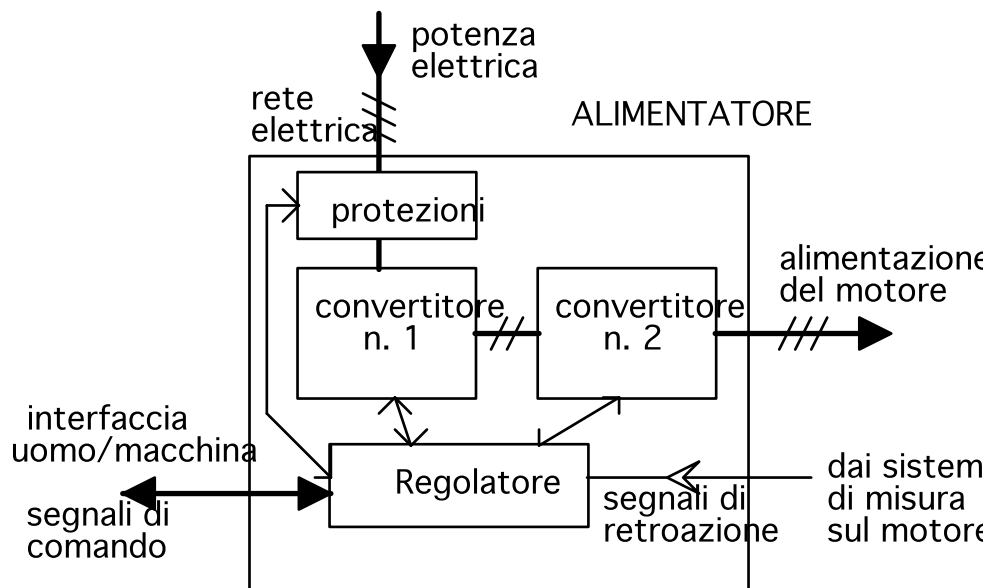 potenza
elettrica
rete
elettrica
ALIMENTATORE
protezioni
alimentazione
del motore
convertitore
n. 1
convertitore
n. 2
interfaccia
uomo/macchina
segnali di
comando
Regolatore
segnali di
retroazione
dai sistem
di misura
sul motore